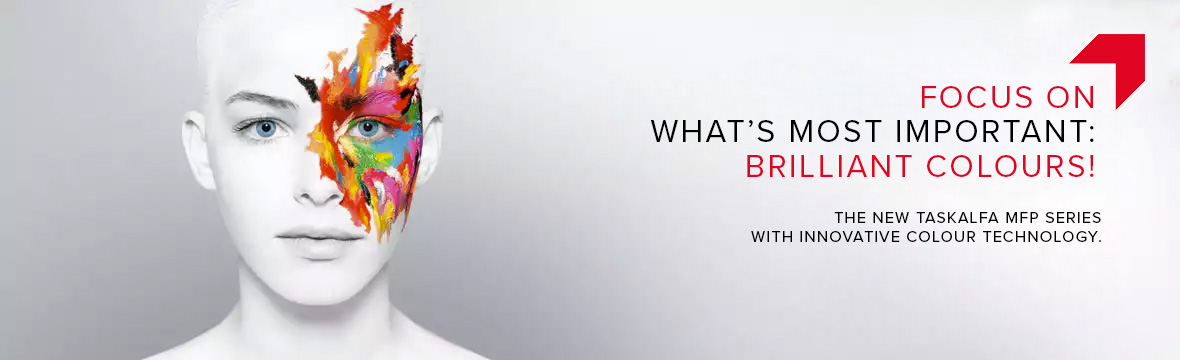 FOCUS ON
WHAT'S MOST IMPORTANT:
BRILLIANT COLOURS!
THE NEW TASKALFA MFP SERIES
WITH INNOVATIVE COLOUR TECHNOLOGY.